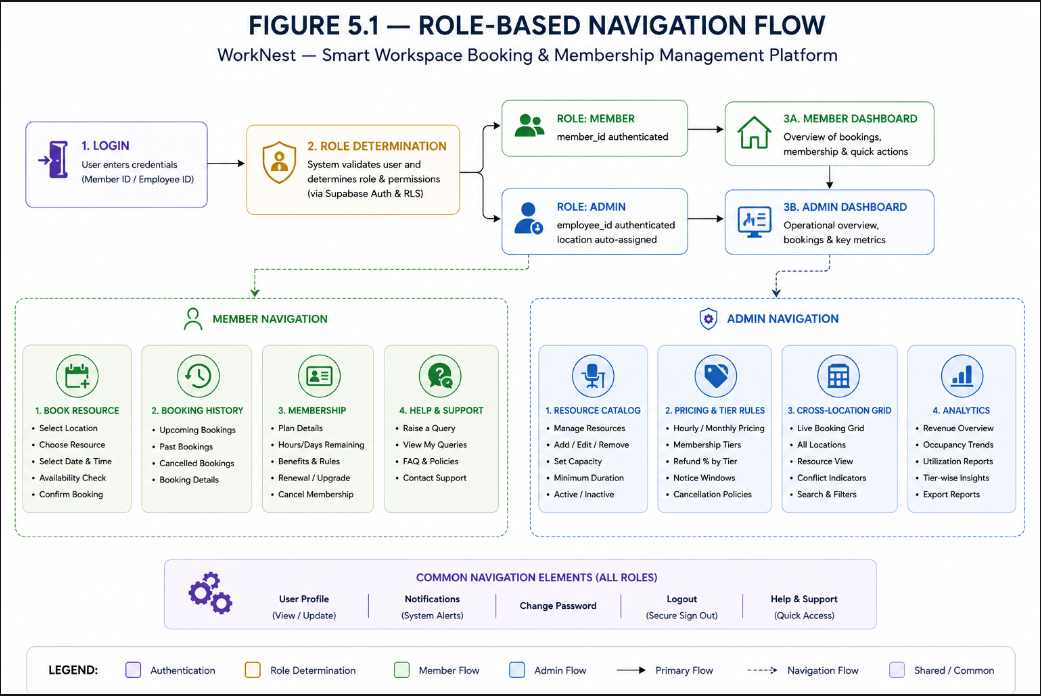 FIGURE 5.1 — ROLE-BASED NAVIGATION FLOW
WorkNest — Smart Workspace Booking & Membership Management Platform
1. LOGIN
User enters credentials
(Member ID / Employee ID)
2. ROLE DETERMINATION
System validates user and
determines role & permissions
(via Supabase Auth & RLS)
ROLE: MEMBER
member_id authenticated
3A. MEMBER DASHBOARD
Overview of bookings,
membership & quick actions
ROLE: ADMIN
employee_id authenticated
location auto-assigned
3B. ADMIN DASHBOARD
Operational overview,
bookings & key metrics
MEMBER NAVIGATION
1. BOOK RESOURCE
• Select Location
• Choose Resource
• Select Date & Time
• Availability Check
• Confirm Booking
2. BOOKING HISTORY
• Upcoming Bookings
• Past Bookings
• Cancelled Bookings
• Booking Details
3. MEMBERSHIP
• Plan Details
• Hours/Days Remaining
• Benefits & Rules
• Renewal / Upgrade
• Cancel Membership
4. HELP & SUPPORT
• Raise a Query
• View My Queries
• FAQ & Policies
• Contact Support
ADMIN NAVIGATION
1. RESOURCE CATALOG
• Manage Resources
• Add / Edit / Remove
• Set Capacity
• Minimum Duration
• Active / Inactive
2. PRICING & TIER RULES
• Hourly / Monthly Pricing
• Membership Tiers
• Refund % by Tier
• Notice Windows
• Cancellation Policies
3. CROSS-LOCATION GRID
• Live Booking Grid
• All Locations
• Resource View
• Conflict Indicators
• Search & Filters
4. ANALYTICS
• Revenue Overview
• Occupancy Trends
• Utilization Reports
• Tier-wise Insights
• Export Reports
COMMON NAVIGATION ELEMENTS (ALL ROLES)
User Profile
(View / Update)
Notifications
(System Alerts)
Change Password
Logout
(Secure Sign Out)
Help & Support
(Quick Access)
LEGEND:
Authentication
Role Determination
Member Flow
Admin Flow
Primary Flow
Navigation Flow
Shared / Common